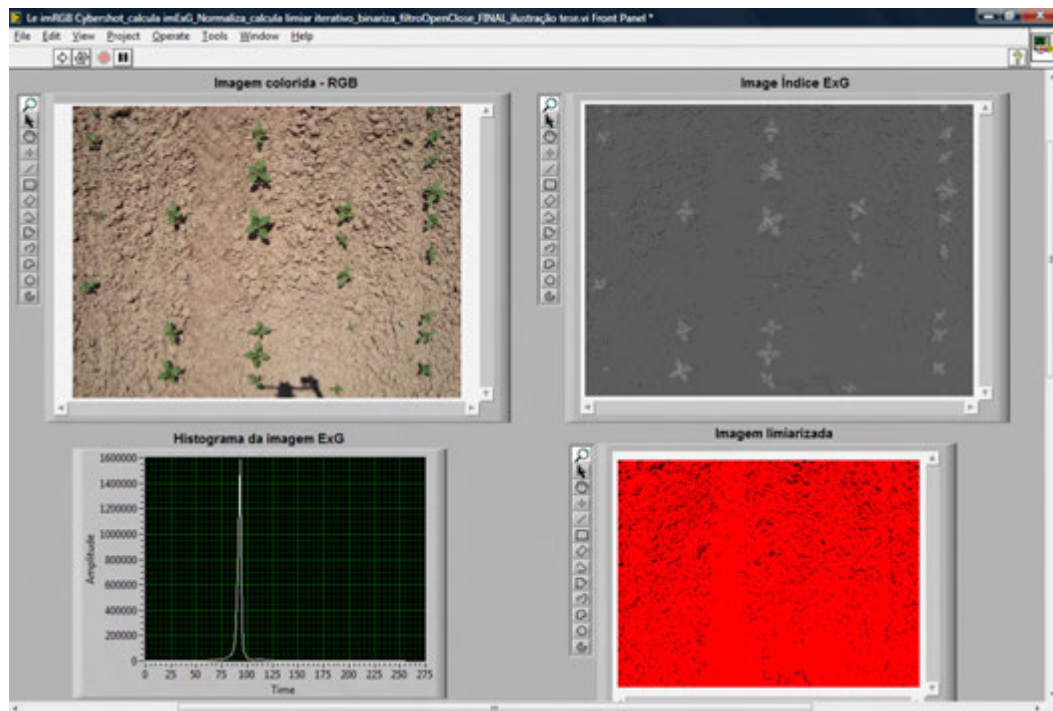 Le imRGB Cybershot_calcula imExG_Normaliza_calcula limiar iterativo_binariza_filtroOpenClose_FINAL_ilustração tese.vi Front Panel *
File Edit View Project Operate Tools Window Help
Imagem colorida - RGB
Image Índice ExG
Histograma da imagem ExG
Imagem limiarizada
1600000
1400000
1200000
1000000
800000
600000
400000
200000
0
Amplitude
0 25 50 75 100 125 150 175 200 225 250 275
Time